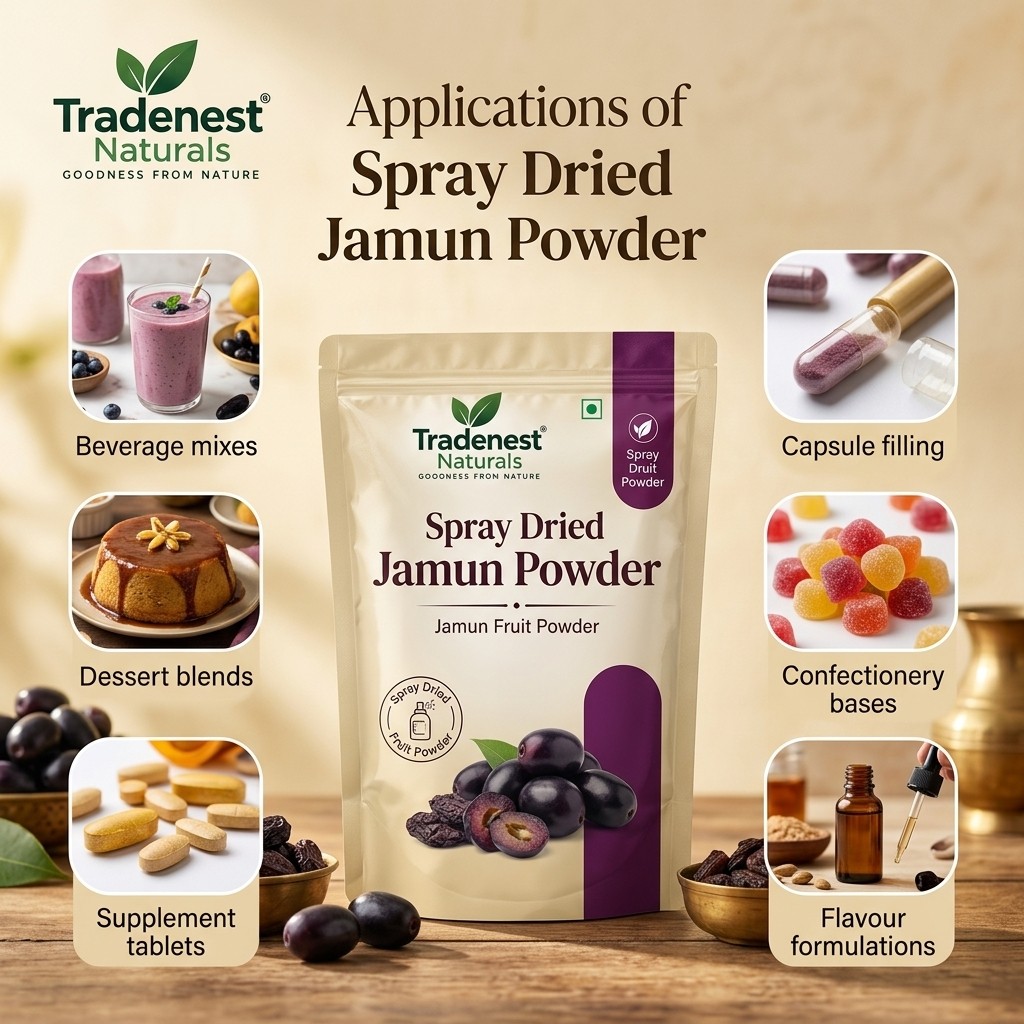 Tradenest®
Naturals
GOODNESS FROM NATURE
Applications of
Spray Dried
Jamun Powder
Beverage mixes
Dessert blends
Supplement
tablets
Tradenest®
Naturals
GOODNESS FRON NATURE
Spray
Druit
Powder
Spray Dried
Jamun Powder
Jamun Fruit Powder
Spray Dried
Fruit Powder
Capsule filling
Confectionery
bases
Flavour
formulations